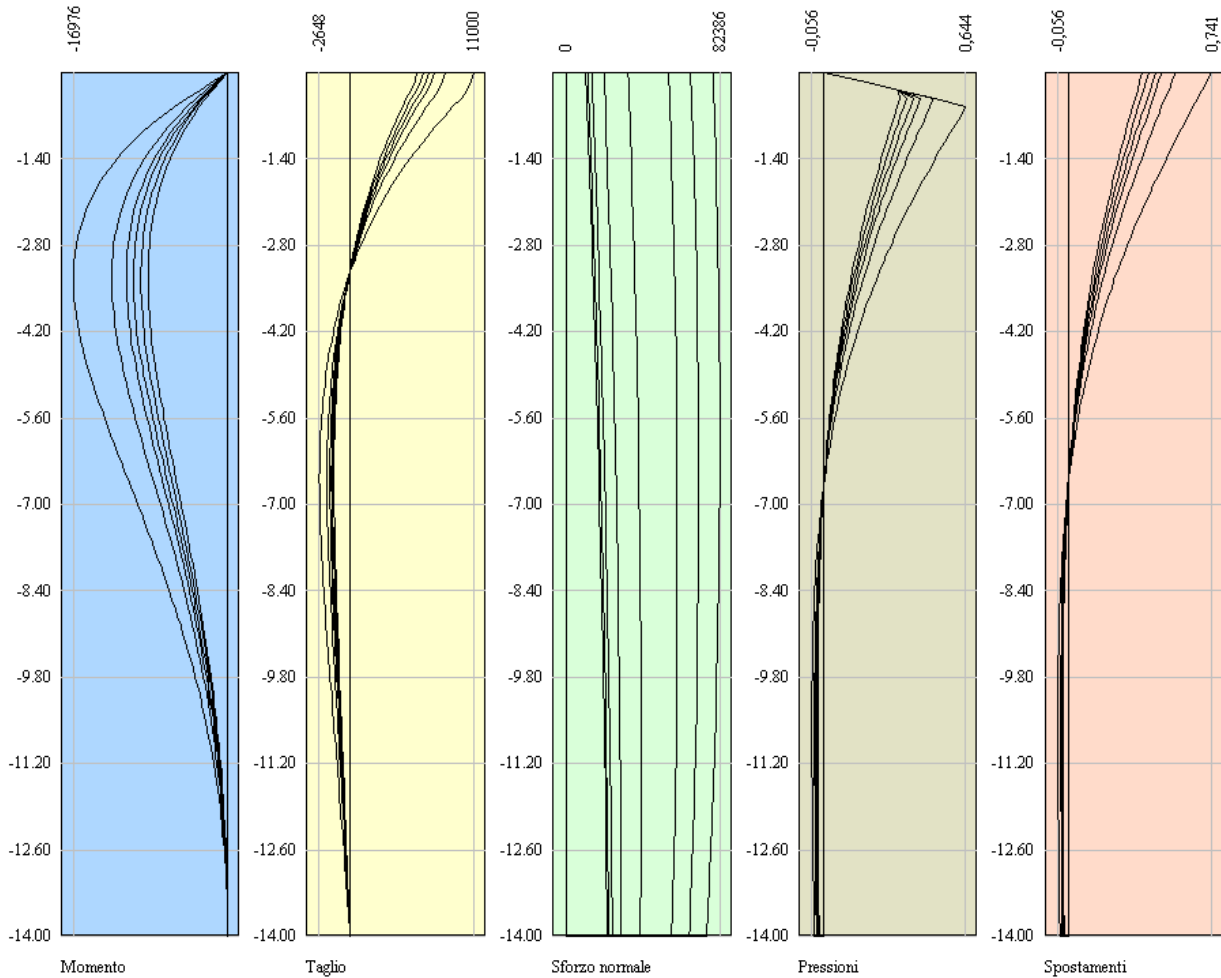 -16976
-2648
11000
0
82386
-0,056
0,644
-0,056
0,741
-1.40 -1.40 -1.40 -1.40 -1.40
-2.80 -2.80 -2.80 -2.80 -2.80
-4.20 -4.20 -4.20 -4.20 -4.20
-5.60 -5.60 -5.60 -5.60 -5.60
-7.00 -7.00 -7.00 -7.00 -7.00
-8.40 -8.40 -8.40 -8.40 -8.40
-9.80 -9.80 -9.80 -9.80 -9.80
-11.20 -11.20 -11.20 -11.20 -11.20
-12.60 -12.60 -12.60 -12.60 -12.60
-14.00 -14.00 -14.00 -14.00 -14.00
Momento Taglio Sforzo normale Pressioni Spostamenti